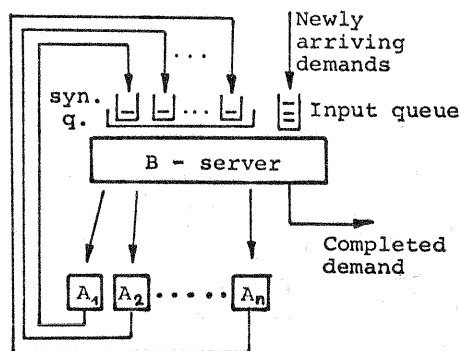 Newly
arriving
demands
...
syn.
q.
...
Input queue
B - server
Completed
demand
A1 A2 ..... An